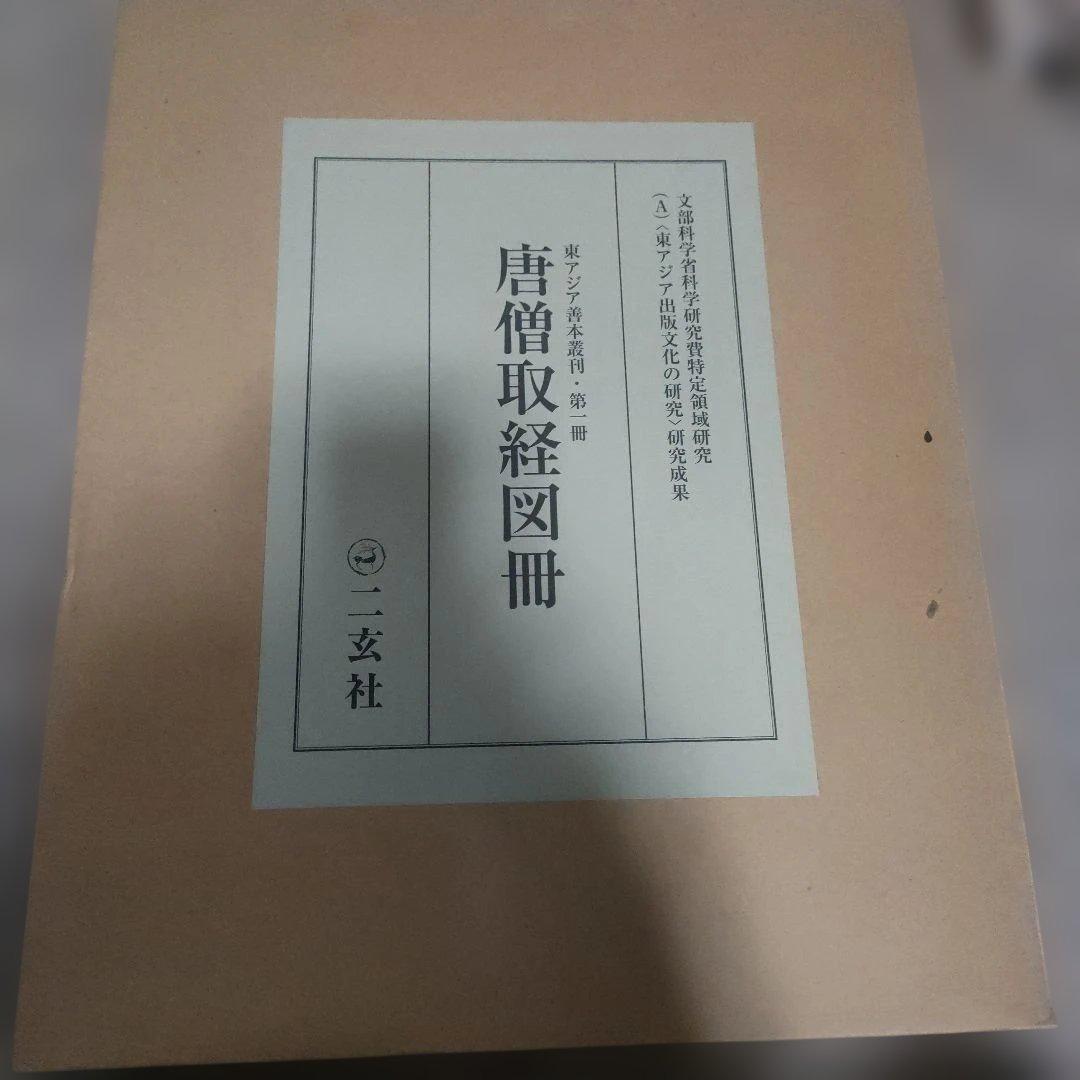 文部科学省科学研究費特定領域研究
(A)〈東アジア出版文化の研究〉研究成果
東アジア善本叢刊・第一冊
唐僧取経図冊
二玄社